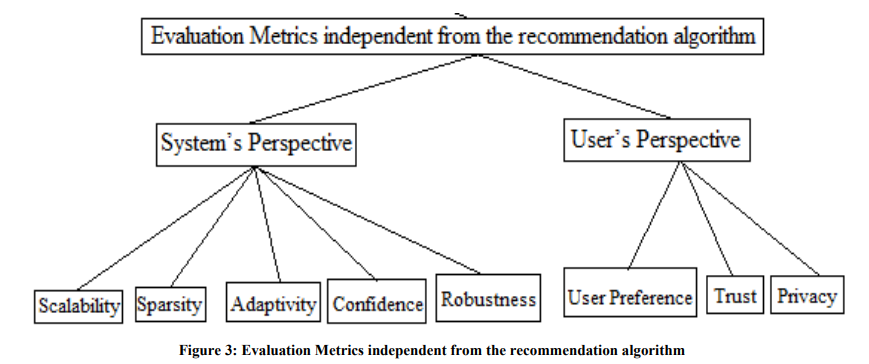 Evaluation Metrics independent from the recommendation algorithm
System's Perspective
User's Perspective
Scalability
Sparsity
Adaptivity
Confidence
Robustness
User Preference
Trust
Privacy
Figure 3: Evaluation Metrics independent from the recommendation algorithm